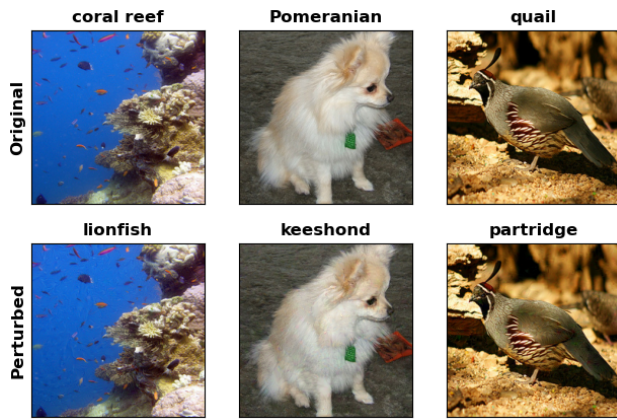 coral reef
Pomeranian
quail
Original
lionfish
keeshond
partridge
Perturbed